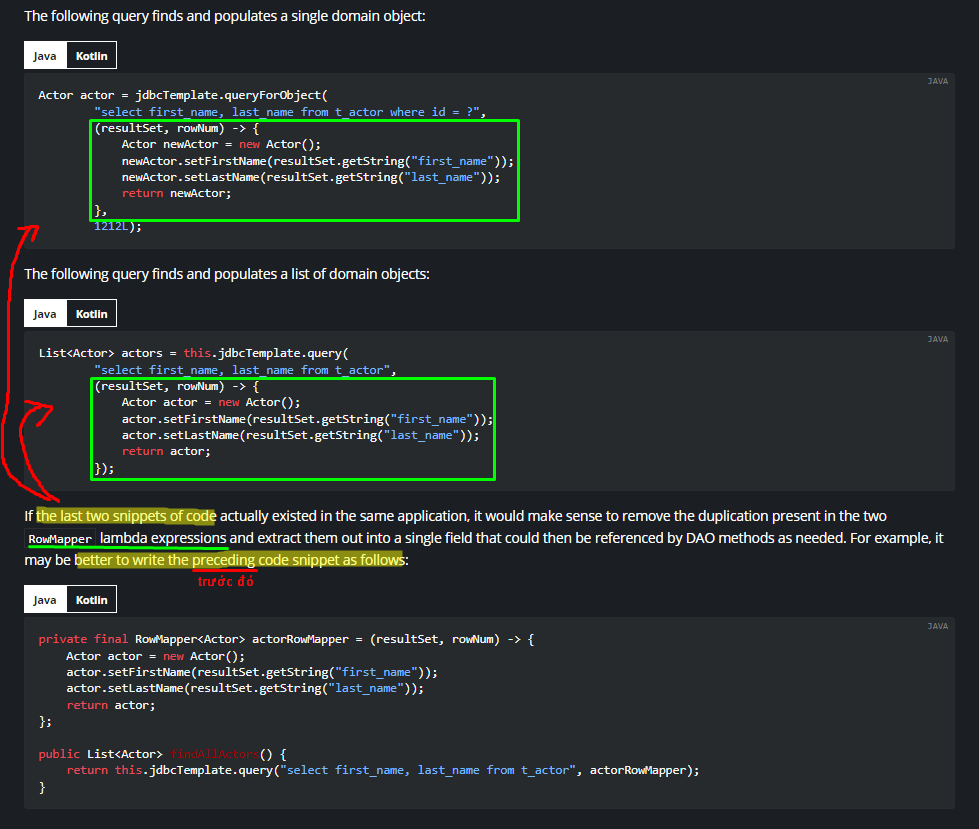 The following query finds and populates a single domain object:
Java Kotlin
JAVA
Actor actor = jdbcTemplate.queryForObject(
"select first_name, last_name from t_actor where id = ?",
(resultSet, rowNum) -> {
Actor newActor = new Actor();
newActor.setFirstName(resultSet.getString("first_name"));
newActor.setLastName(resultSet.getString("last_name"));
return newActor;
},
1212L);
The following query finds and populates a list of domain objects:
Java Kotlin
JAVA
List<Actor> actors = this.jdbcTemplate.query(
"select first_name, last_name from t_actor",
(resultSet, rowNum) -> {
Actor actor = new Actor();
actor.setFirstName(resultSet.getString("first_name"));
actor.setLastName(resultSet.getString("last_name"));
return actor;
});
If the last two snippets of code actually existed in the same application, it would make sense to remove the duplication present in the two
RowMapper lambda expressions and extract them out into a single field that could then be referenced by DAO methods as needed. For example, it
may be better to write the preceding code snippet as follows:
trước đó
Java Kotlin
JAVA
private final RowMapper<Actor> actorRowMapper = (resultSet, rowNum) -> {
Actor actor = new Actor();
actor.setFirstName(resultSet.getString("first_name"));
actor.setLastName(resultSet.getString("last_name"));
return actor;
};
public List<Actor> findAllActors() {
return this.jdbcTemplate.query("select first_name, last_name from t_actor", actorRowMapper);
}